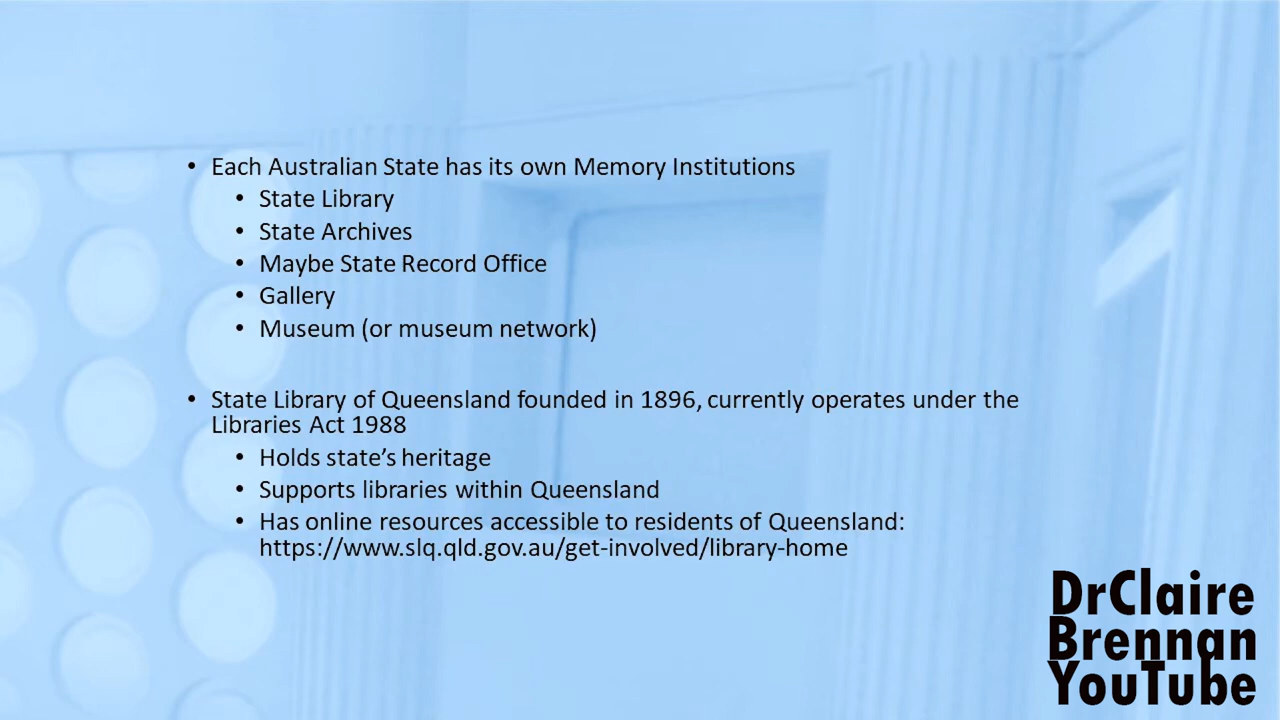 • Each Australian State has its own Memory Institutions
• State Library
• State Archives
• Maybe State Record Office
• Gallery
• Museum (or museum network)
• State Library of Queensland founded in 1896, currently operates under the
Libraries Act 1988
• Holds state's heritage
• Supports libraries within Queensland
• Has online resources accessible to residents of Queensland:
https://www.slq.qld.gov.au/get-involved/library-home
DrClaire
Brennan
YouTube